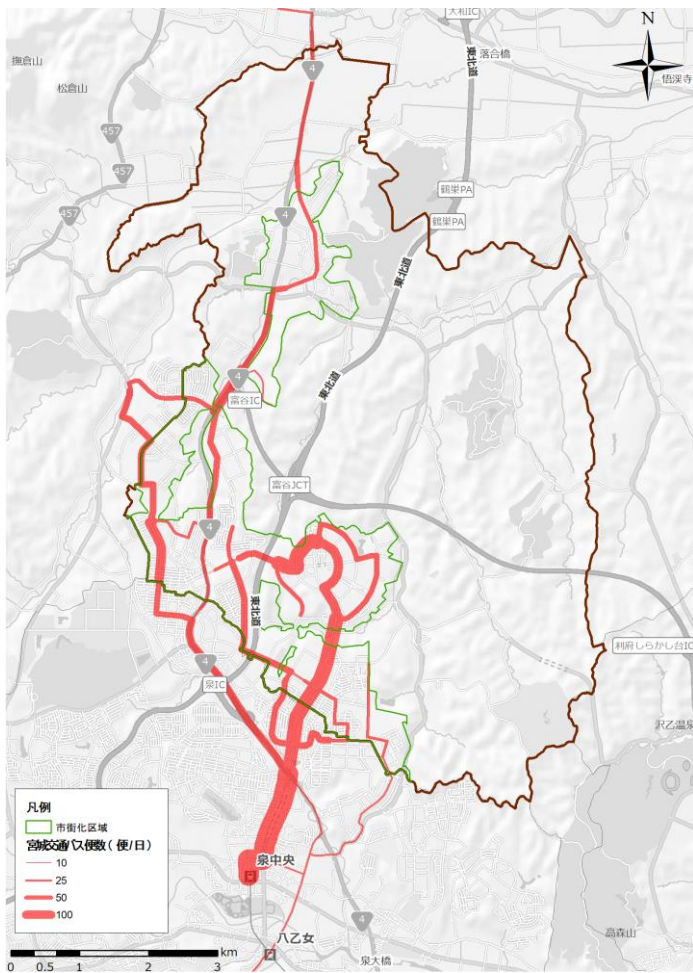 大和IC
N
撫倉山
落合橋
東北道
松倉山
悟渓寺
4
457
鶴巣PA
4
457
鶴巣PA
東北道
東北道
4
富谷IC
富谷JCT
4
東北道
利府しらかし台IC
4
泉IC
沢乙温泉
凡例
市街化区域
宮城交通バス便数（便/日）
10
25
50
100
泉中央
八乙女
4
高森山
泉大橋
km
0 0.5 1 2 3